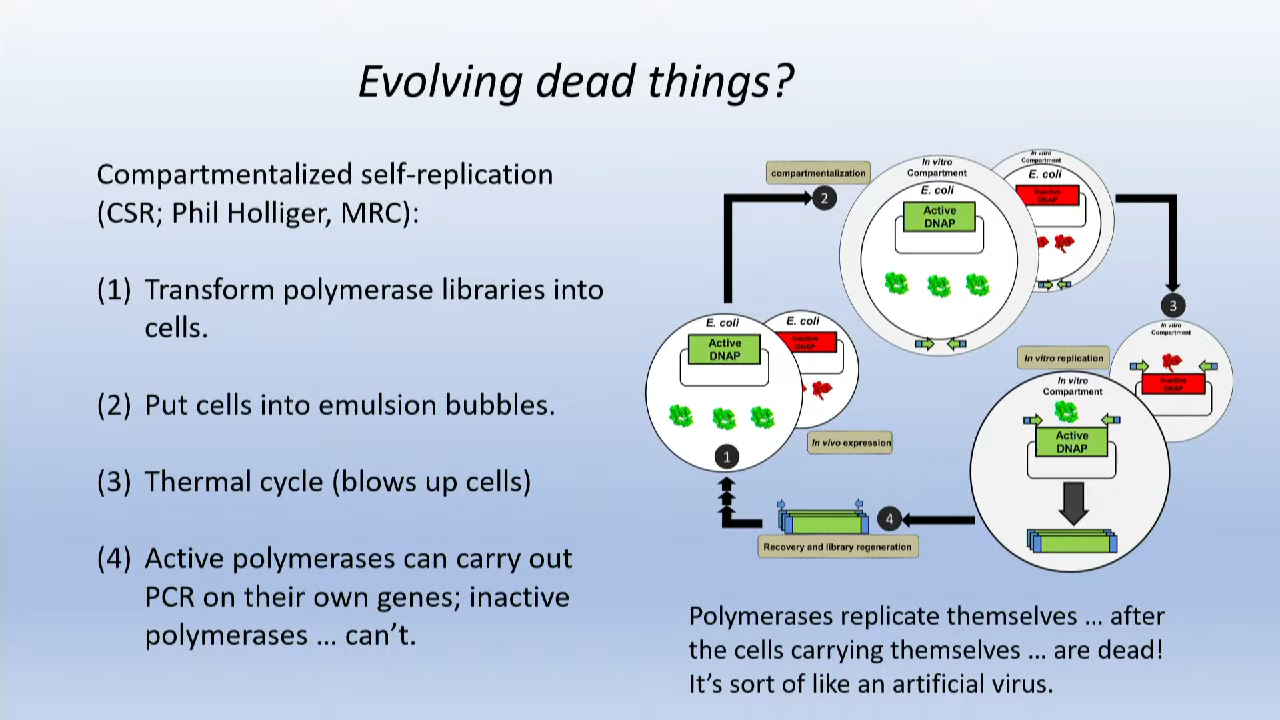 Evolving dead things?
Compartmentalized self-replication
(CSR; Phil Holliger, MRC):
(1) Transform polymerase libraries into
cells.
(2) Put cells into emulsion bubbles.
(3) Thermal cycle (blows up cells)
(4) Active polymerases can carry out
PCR on their own genes; inactive
polymerases … can’t.
compartmentalization
2
In vitro
Compartment
E. coli
Active
DNAP
In vitro
Compartment
E. coli
Inactive
DNAP
3
In vitro
Compartment
Inactive
DNAP
In vitro replication
In vitro
Compartment
Active
DNAP
E. coli
Active
DNAP
E. coli
Inactive
DNAP
In vivo expression
1
4
Recovery and library regeneration
Polymerases replicate themselves … after
the cells carrying themselves … are dead!
It’s sort of like an artificial virus.